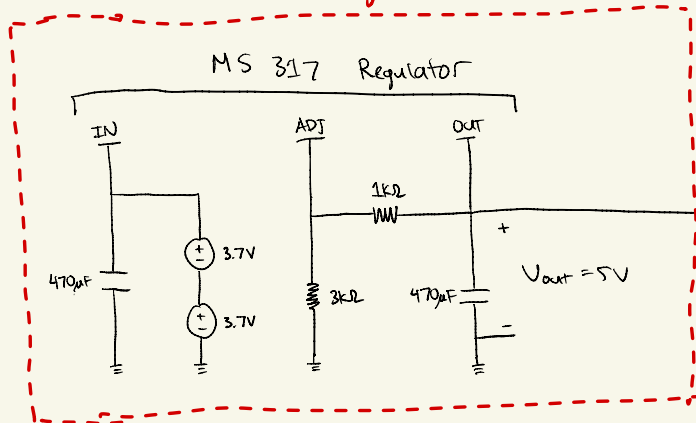 MS 317 Regulator
IN
ADJ
OUT
1kΩ
+
+
-
3.7V
470μF
+
-
3.7V
3kΩ
470μF
Vout = 5V
-